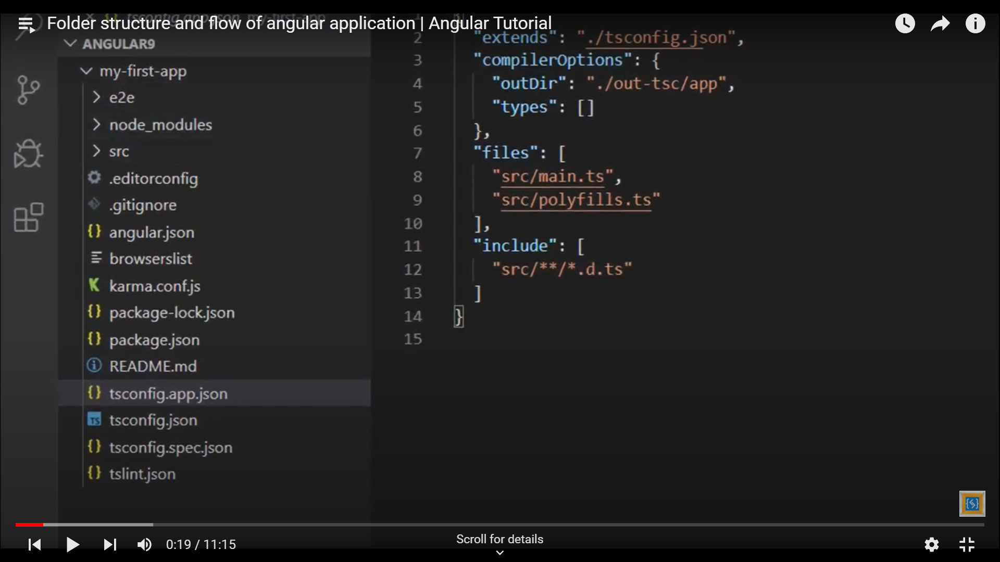 Folder structure and flow of angular application | Angular Tutorial
ANGULAR9
my-first-app
e2e
node_modules
src
.editorconfig
.gitignore
angular.json
browserslist
karma.conf.js
package-lock.json
package.json
README.md
tsconfig.app.json
TS tsconfig.json
tsconfig.spec.json
tslint.json
2 "extends": "./tsconfig.json",
3 "compilerOptions": {
4 "outDir": "./out-tsc/app",
5 "types": []
6 },
7 "files": [
8 "src/main.ts",
9 "src/polyfills.ts"
10 ],
11 "include": [
12 "src/**/*.d.ts"
13 ]
14 }
15
0:19 / 11:15
Scroll for details